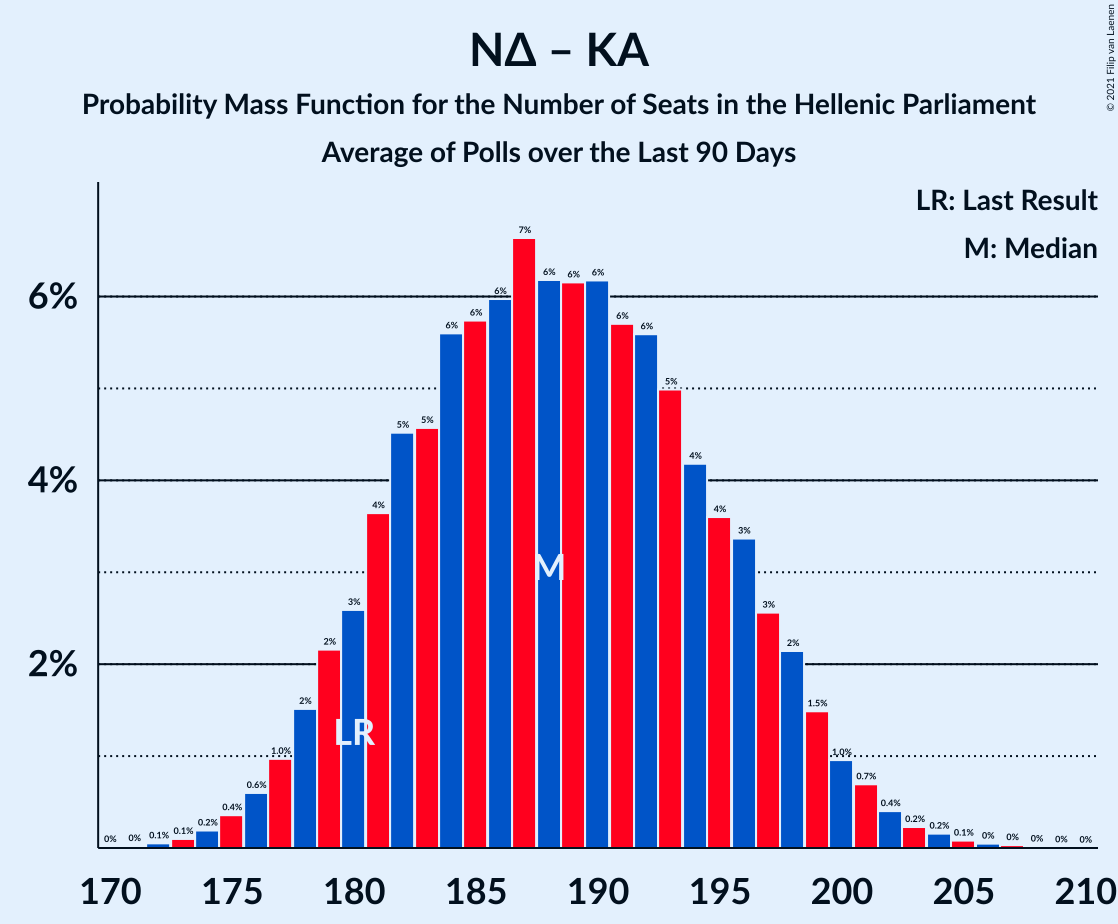 NΔ – KA
Probability Mass Function for the Number of Seats in the Hellenic Parliament
Average of Polls over the Last 90 Days
© 2021 Filip van Laenen
LR: Last Result
M: Median
6%
4%
2%
0% 0% 0.1% 0.1% 0.2% 0.4% 0.6% 1.0% 2% 2% 3% 4% 5% 5% 6% 6% 6% 7% 6% 6% 6% 6% 6% 5% 4% 4% 3% 3% 2% 1.5% 1.0% 0.7% 0.4% 0.2% 0.2% 0.1% 0% 0% 0% 0% 0%
M
LR
170 175 180 185 190 195 200 205 210